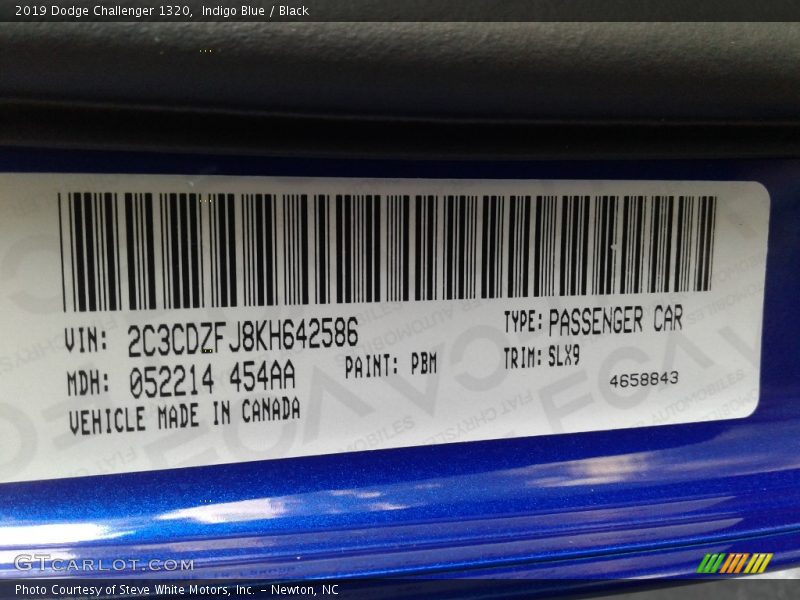 2019 Dodge Challenger 1320, Indigo Blue / Black
VIN: 2C3CDZFJ8KH642586 TYPE: PASSENGER CAR
MDH: 052214 454AA PAINT: PBM TRIM: SLX9
VEHICLE MADE IN CANADA 4658843
GTCARLOT.COM
Photo Courtesy of Steve White Motors, Inc. – Newton, NC